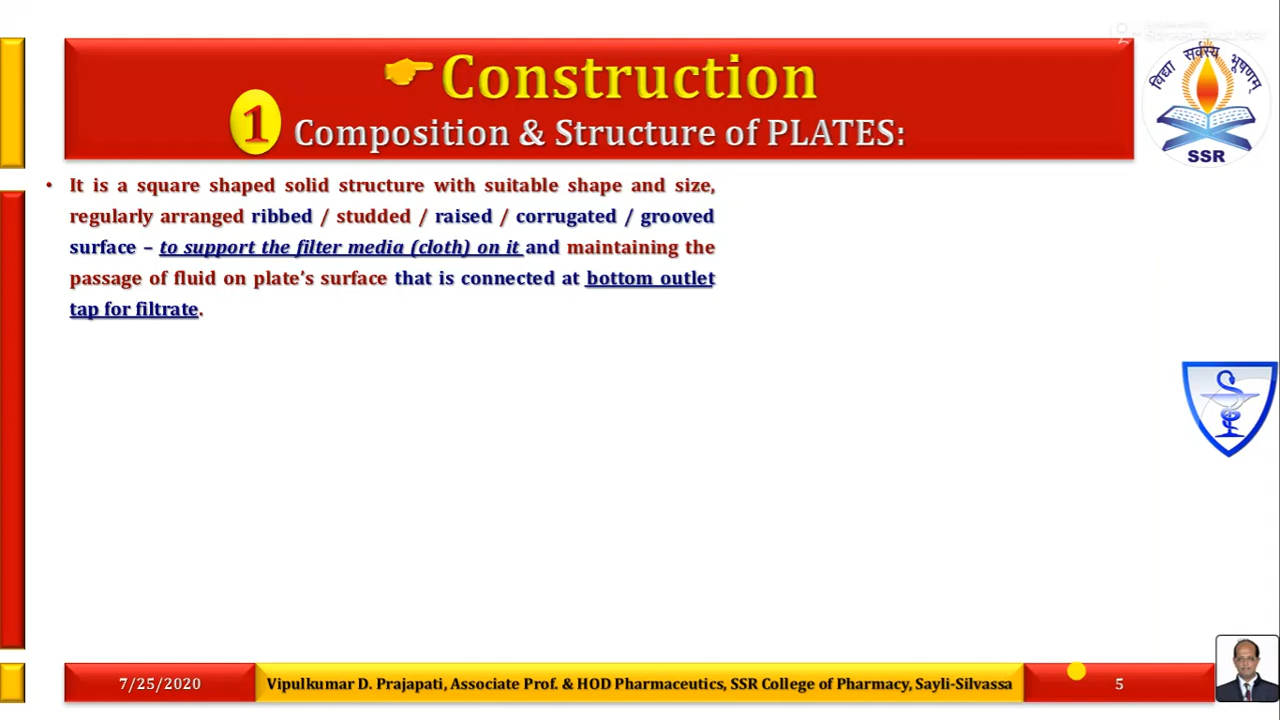 Construction
1 Composition & Structure of PLATES:
विद्या सर्वस्य भूषणम्
SSR
• It is a square shaped solid structure with suitable shape and size,
regularly arranged ribbed / studded / raised / corrugated / grooved
surface – to support the filter media (cloth) on it and maintaining the
passage of fluid on plate's surface that is connected at bottom outlet
tap for filtrate.
7/25/2020
Vipulkumar D. Prajapati, Associate Prof. & HOD Pharmaceutics, SSR College of Pharmacy, Sayli-Silvassa
5